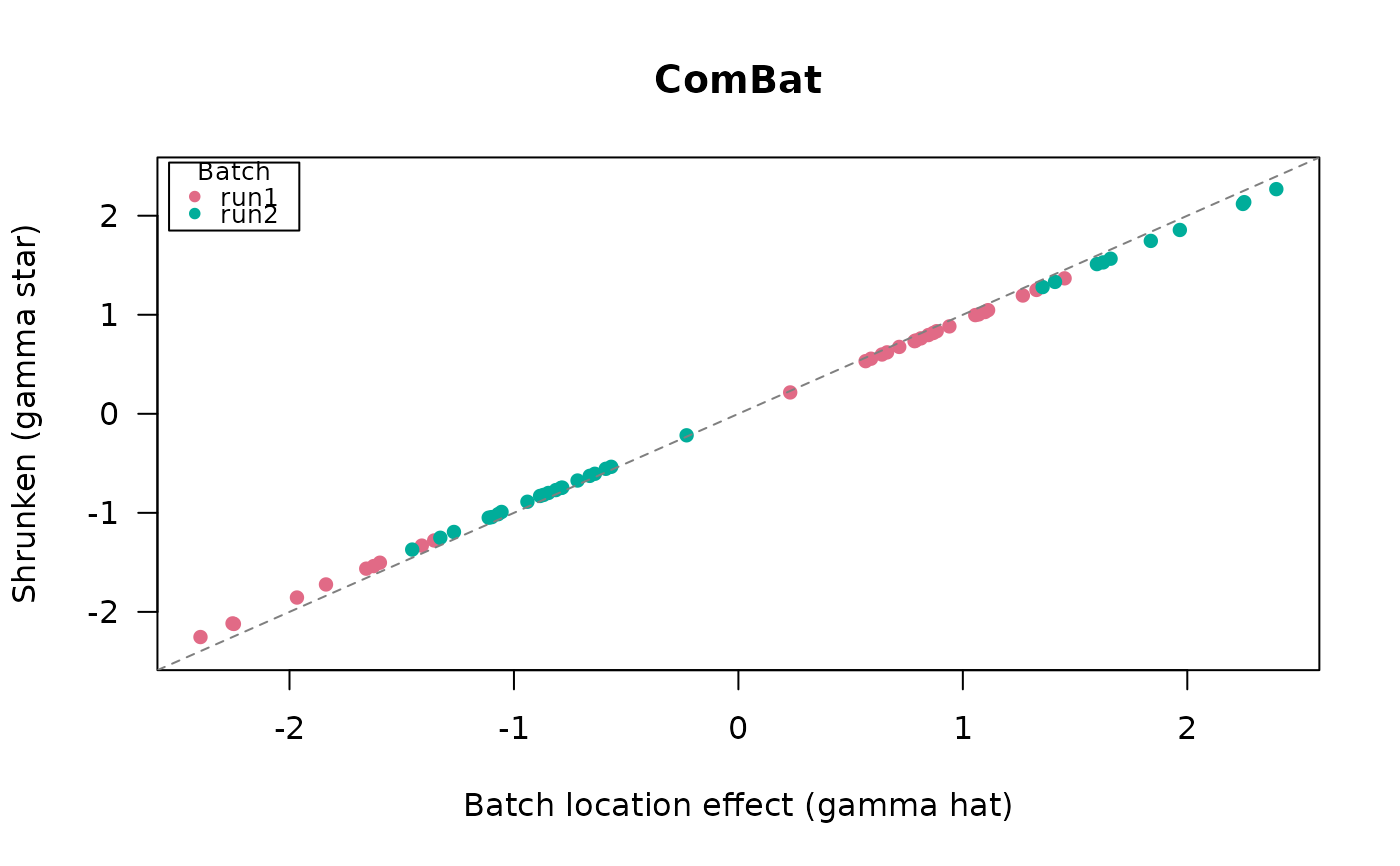 ComBat
Batch
run1
run2
Shrunken (gamma star)
2
1
0
-1
-2
-2
-1
0
1
2
Batch location effect (gamma hat)